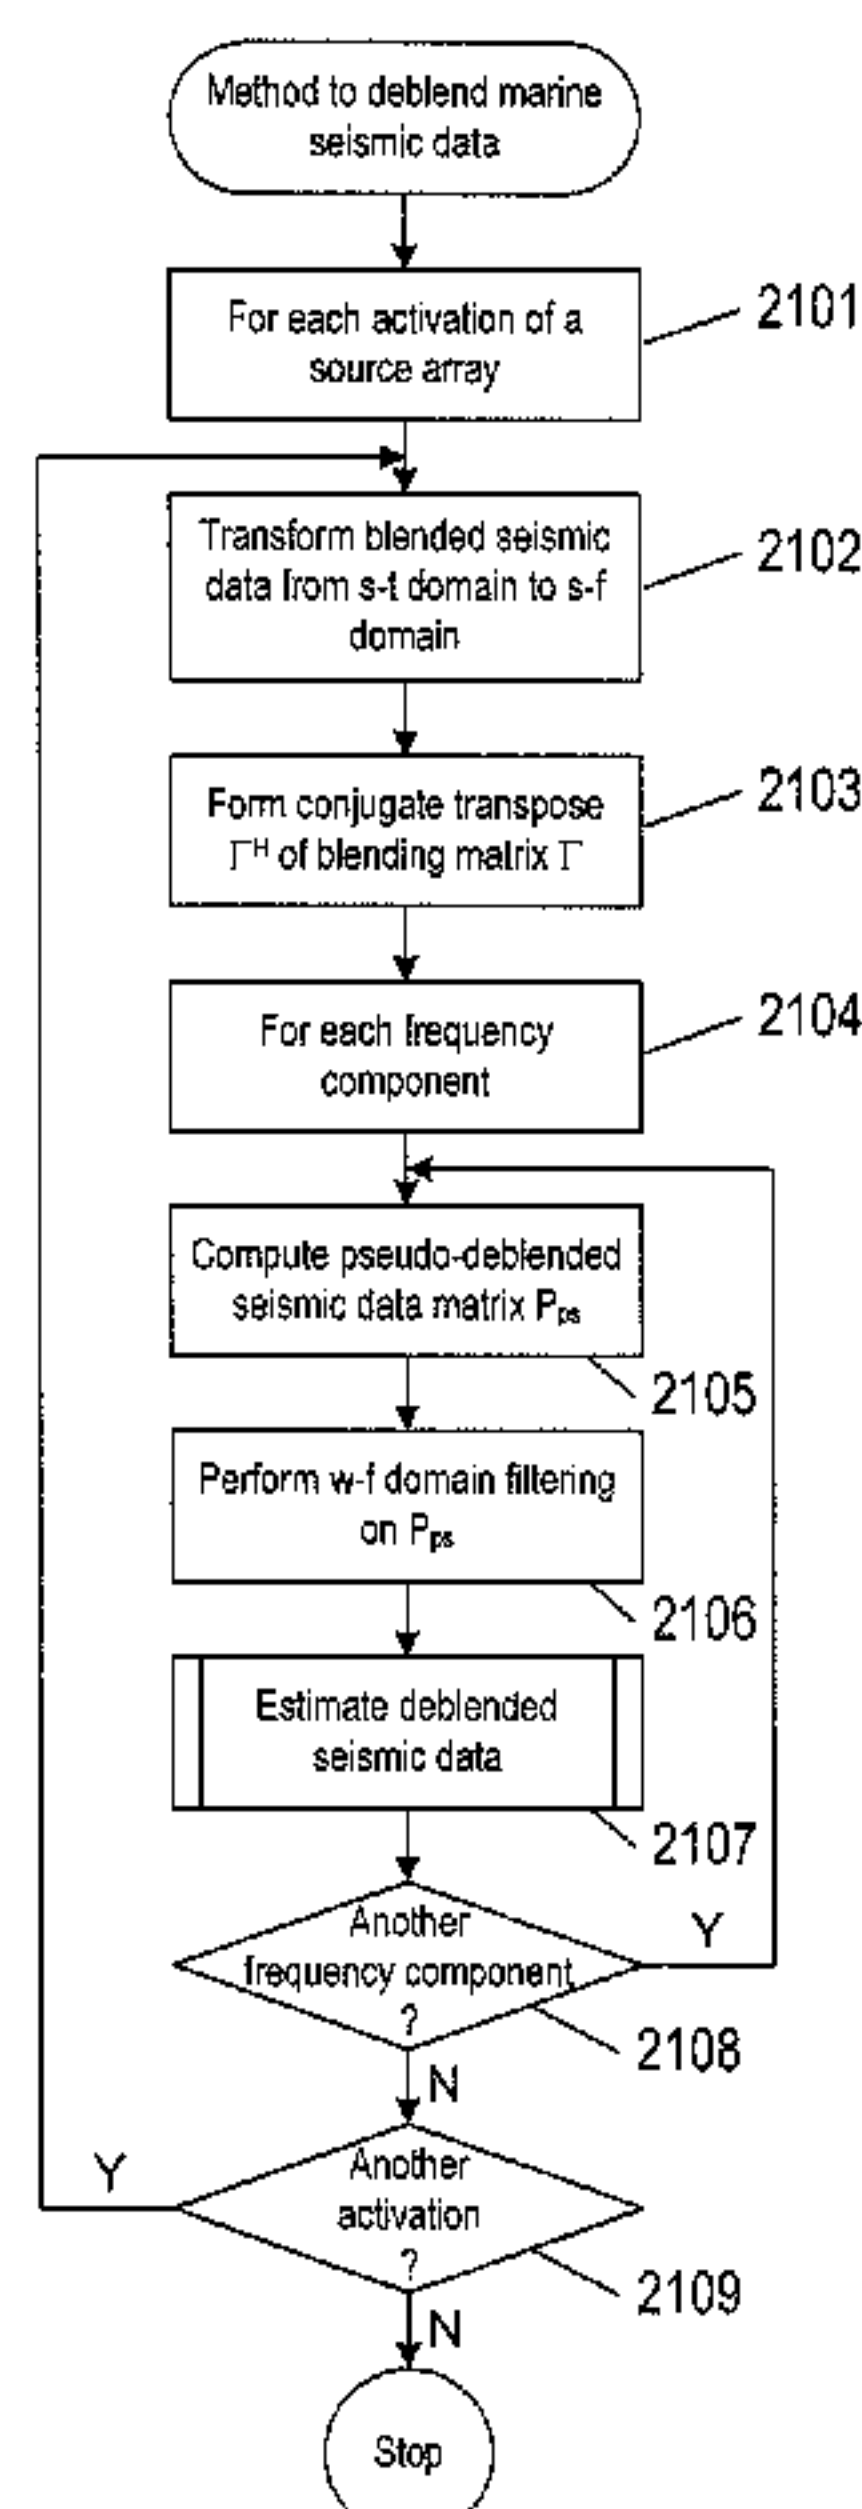 Method to deblend marine
seismic data
For each activation of a
source array
2101
Transform blended seismic
data from s-t domain to s-f
domain
2102
Form conjugate transpose
Γᴴ of blending matrix Γ
2103
For each frequency
component
2104
Compute pseudo-deblended
seismic data matrix Pₚₛ
2105
Perform w-f domain filtering
on Pₚₛ
2106
Estimate deblended
seismic data
2107
Another
frequency component
?
Y
2108
N
Another
activation
?
Y
2109
N
Stop